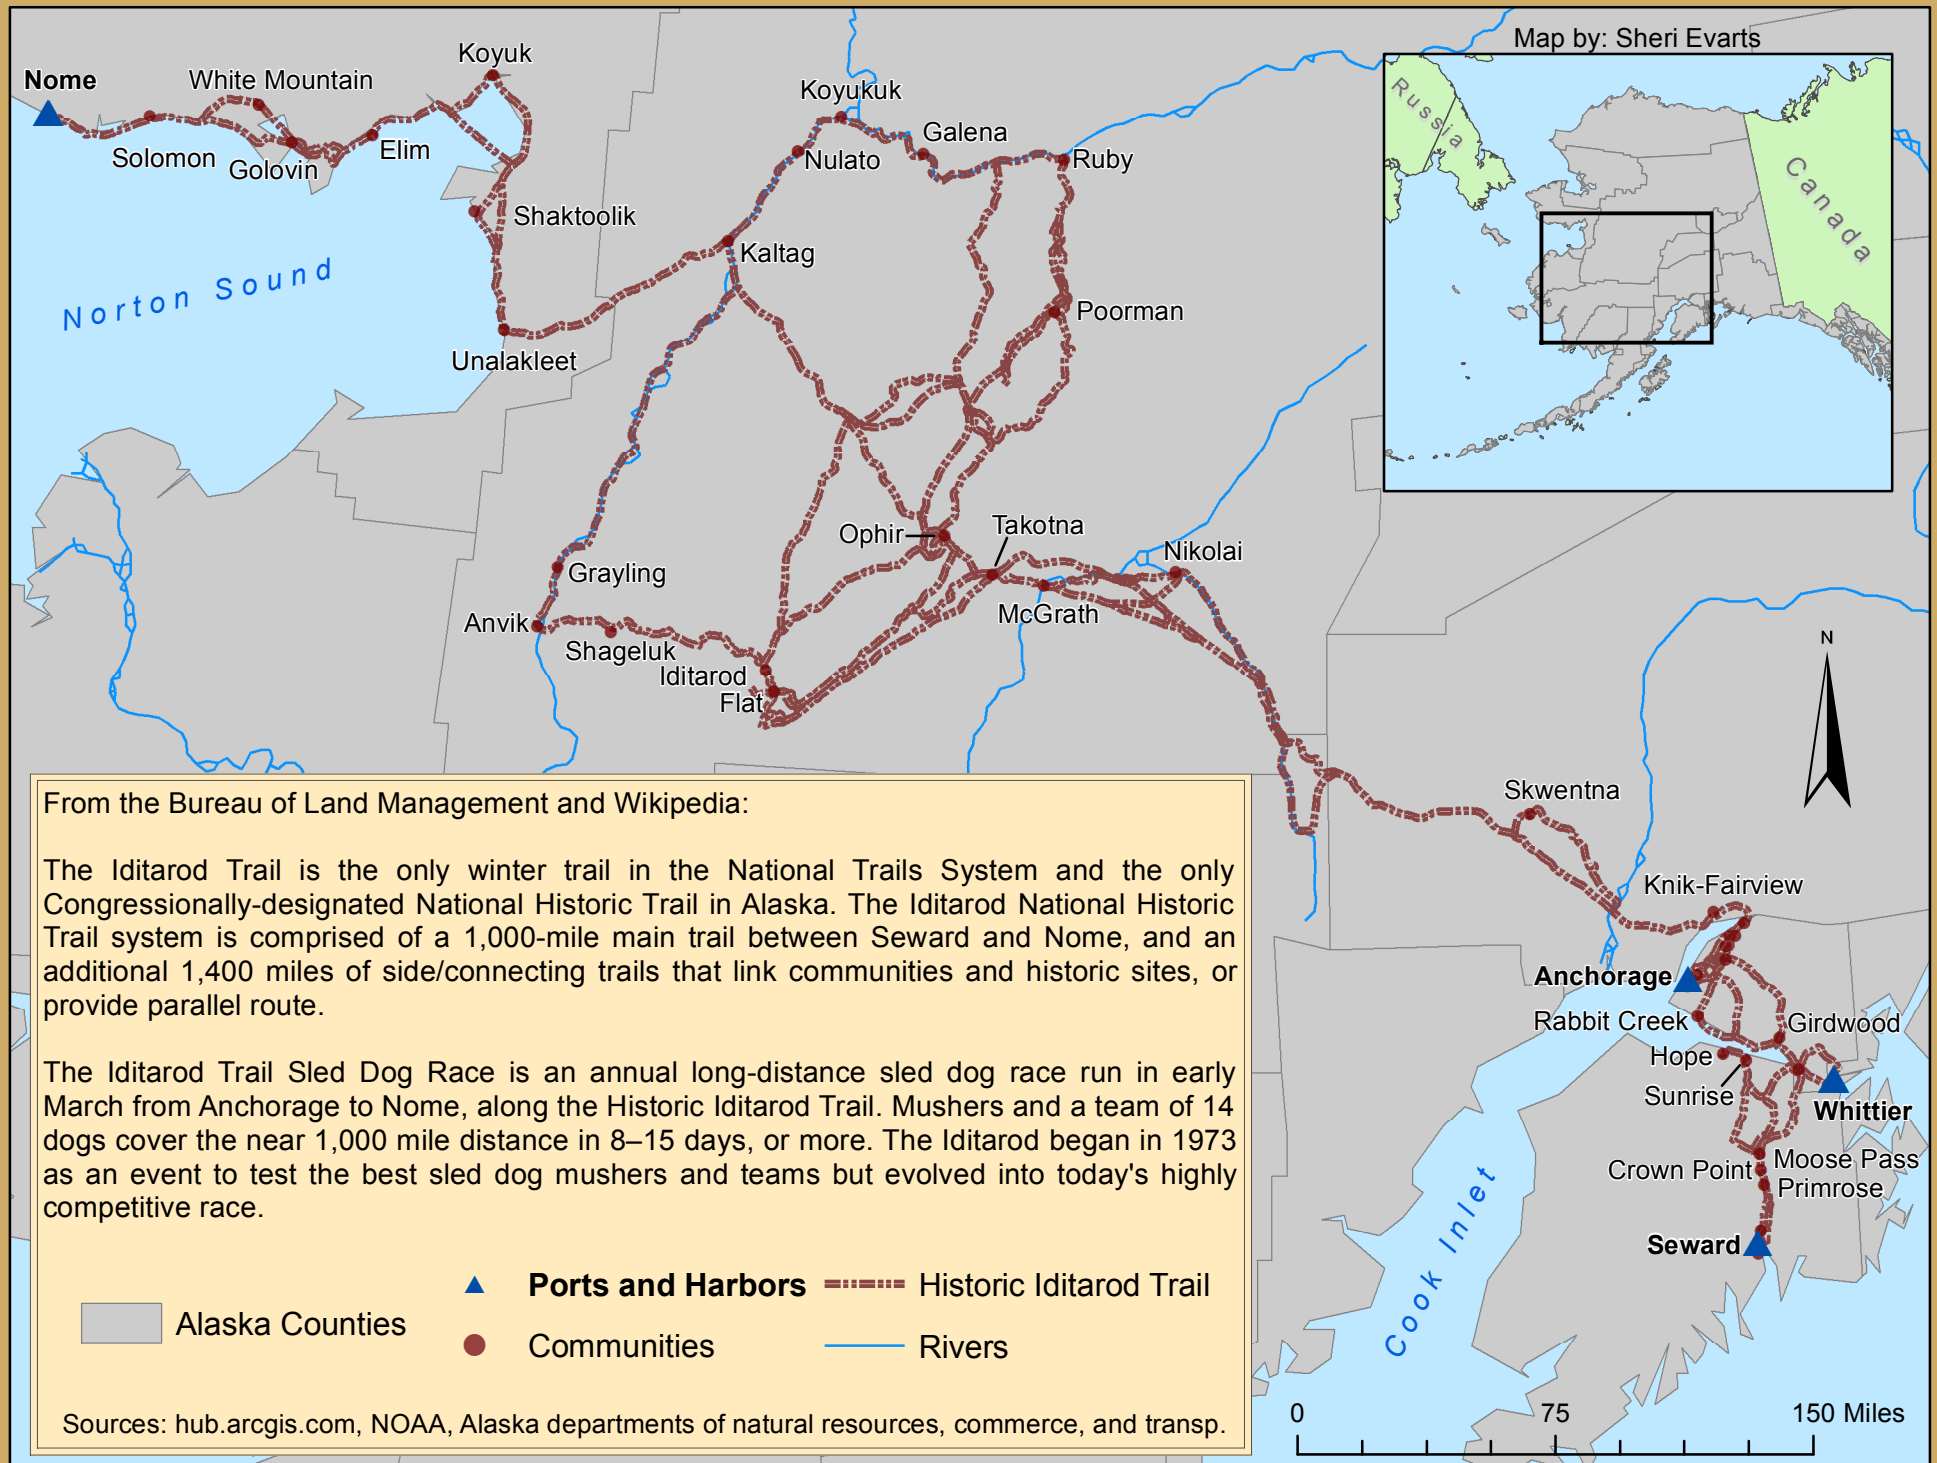 Map by: Sheri Evarts
Russia
Canada
Nome
White Mountain
Koyuk
Solomon
Golovin
Elim
Shaktoolik
Norton Sound
Unalakleet
Koyukuk
Galena
Nulato
Ruby
Kaltag
Poorman
Ophir
Takotna
Nikolai
McGrath
Grayling
Anvik
Shageluk
Iditarod
Flat
N
Skwentna
Knik-Fairview
Anchorage
Rabbit Creek
Girdwood
Hope
Sunrise
Whittier
Crown Point
Moose Pass
Primrose
Seward
Cook Inlet
From the Bureau of Land Management and Wikipedia:
The Iditarod Trail is the only winter trail in the National Trails System and the only
Congressionally-designated National Historic Trail in Alaska. The Iditarod National Historic
Trail system is comprised of a 1,000-mile main trail between Seward and Nome, and an
additional 1,400 miles of side/connecting trails that link communities and historic sites, or
provide parallel route.
The Iditarod Trail Sled Dog Race is an annual long-distance sled dog race run in early
March from Anchorage to Nome, along the Historic Iditarod Trail. Mushers and a team of 14
dogs cover the near 1,000 mile distance in 8–15 days, or more. The Iditarod began in 1973
as an event to test the best sled dog mushers and teams but evolved into today's highly
competitive race.
Alaska Counties
Ports and Harbors
Communities
Historic Iditarod Trail
Rivers
Sources: hub.arcgis.com, NOAA, Alaska departments of natural resources, commerce, and transp.
0 75 150 Miles